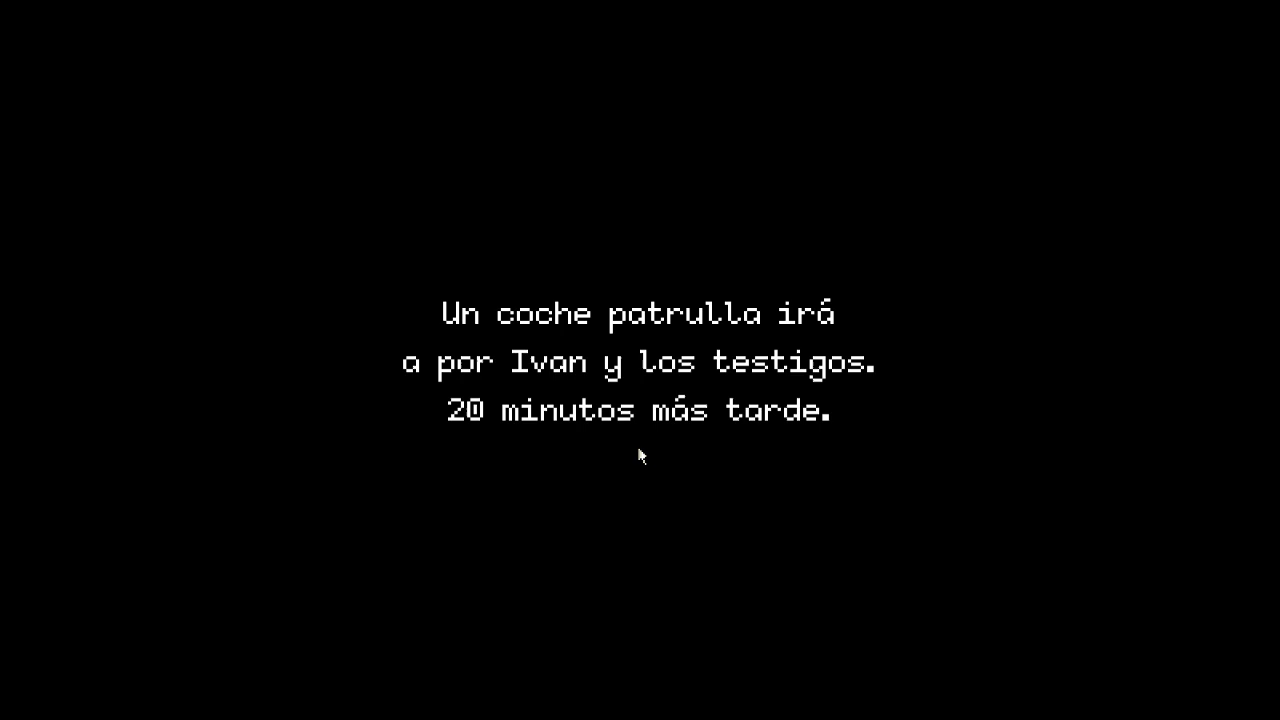 Un coche patrulla irá
a por Ivan y los testigos.
20 minutos más tarde.